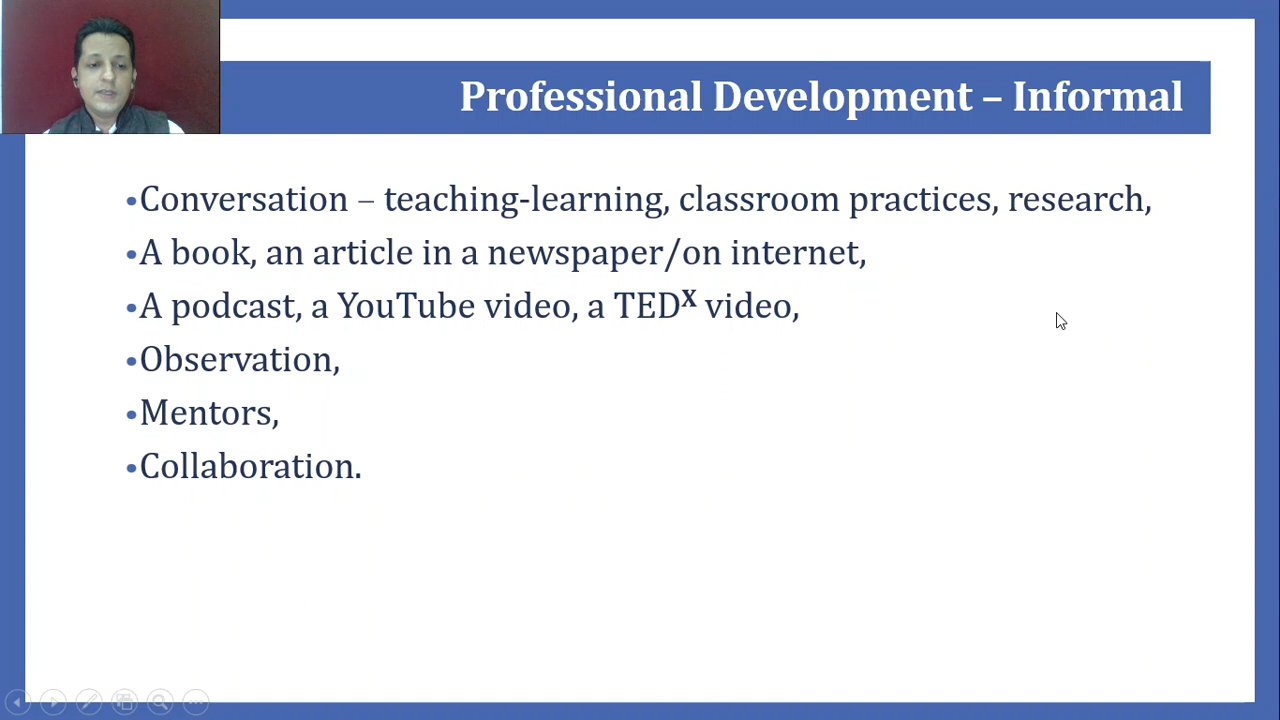 Professional Development – Informal
•Conversation – teaching-learning, classroom practices, research,
•A book, an article in a newspaper/on internet,
•A podcast, a YouTube video, a TEDX video,
•Observation,
•Mentors,
•Collaboration.